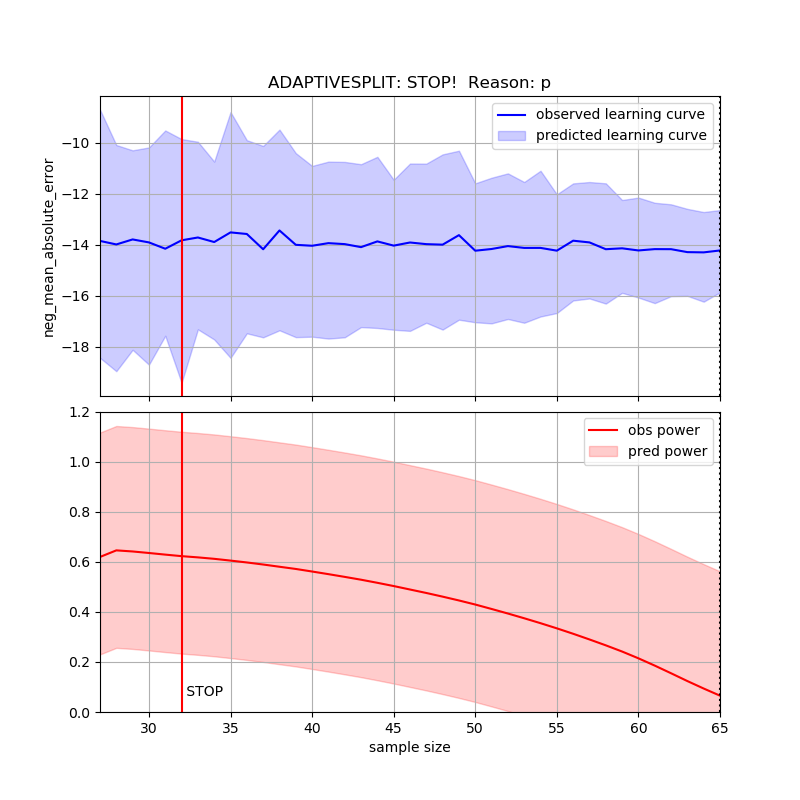 ADAPTIVESPLIT: STOP!  Reason: p
observed learning curve
predicted learning curve
neg_mean_absolute_error
−10
−12
−14
−16
−18
obs power
pred power
1.2
1.0
0.8
0.6
0.4
0.2
0.0
STOP
30 35 40 45 50 55 60 65
sample size